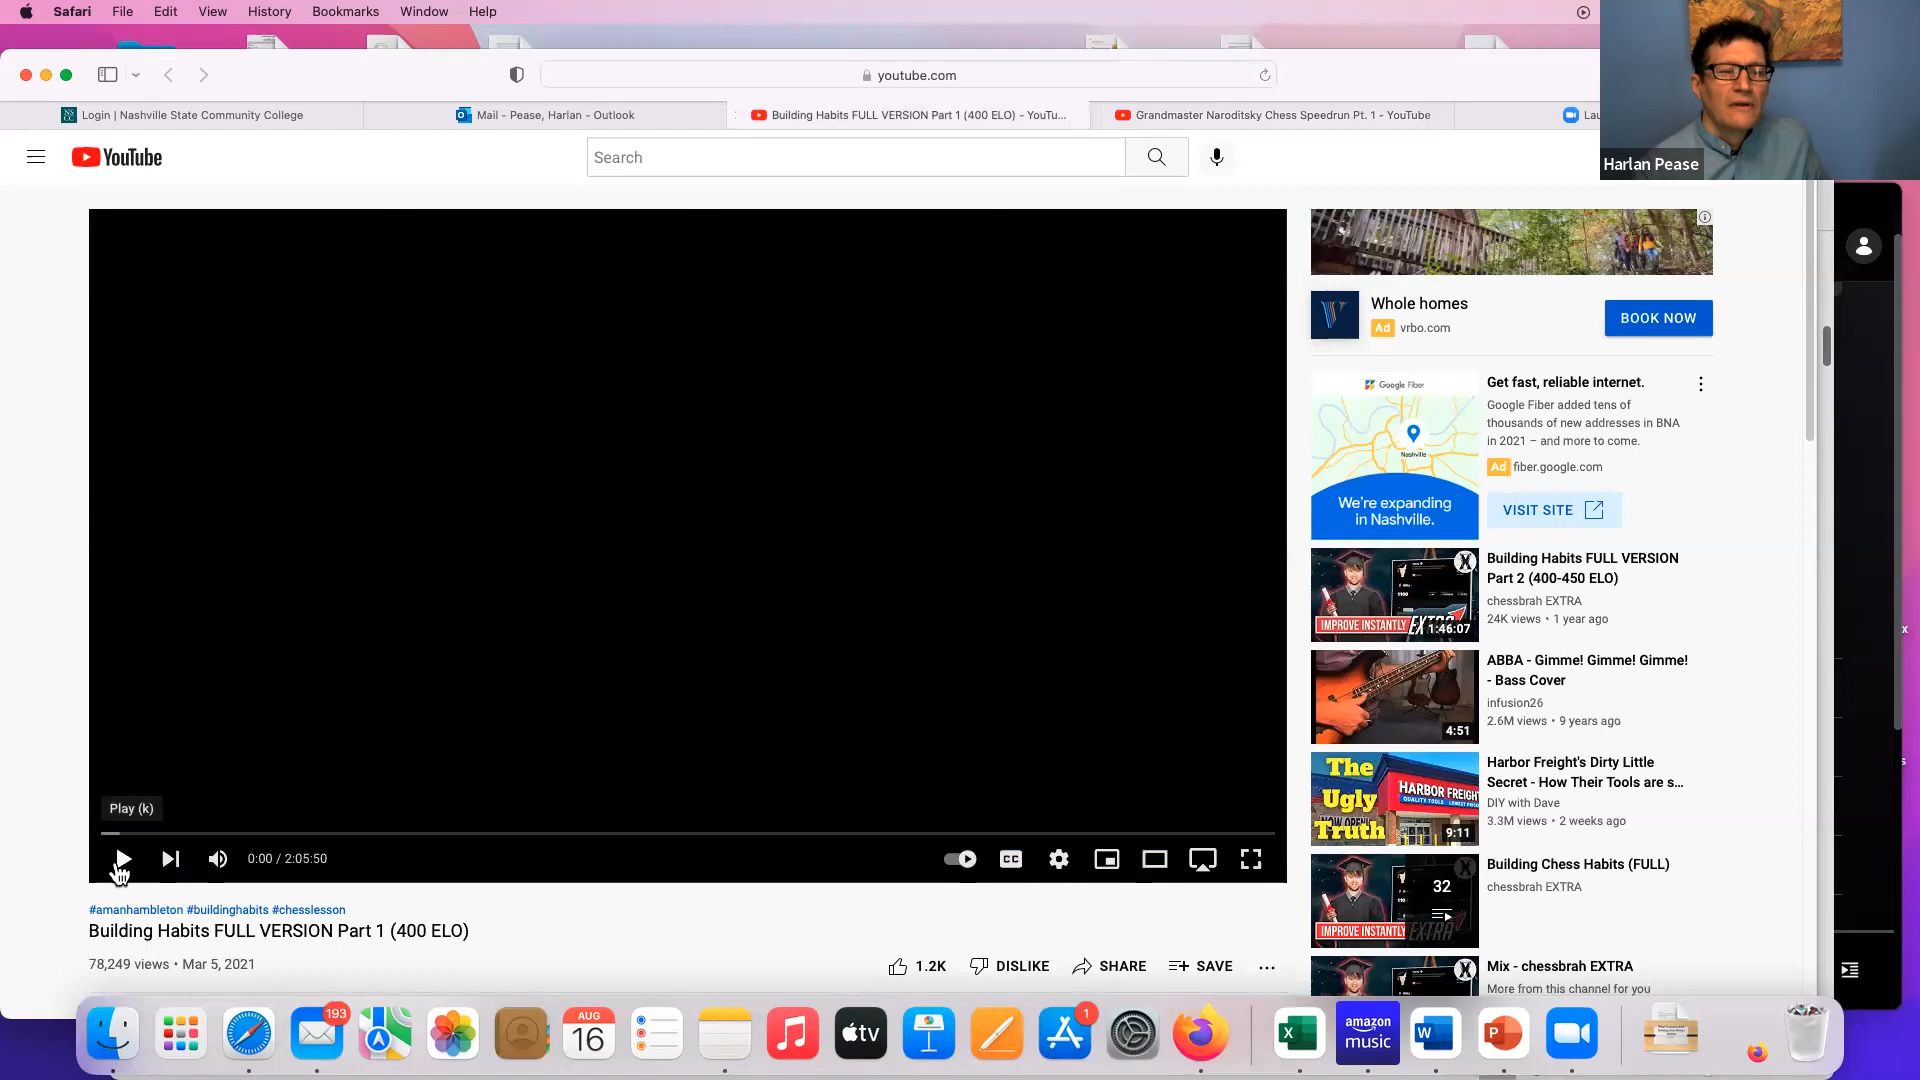 Safari File Edit View History Bookmarks Window Help
youtube.com
Login | Nashville State Community College
Mail - Pease, Harlan - Outlook
Building Habits FULL VERSION Part 1 (400 ELO) - YouTu...
Grandmaster Naroditsky Chess Speedrun Pt. 1 - YouTube
Lau
Harlan Pease
YouTube
Search
Whole homes
Ad vrbo.com
BOOK NOW
Google Fiber
Nashville
We're expanding
in Nashville.
Get fast, reliable internet.
Google Fiber added tens of
thousands of new addresses in BNA
in 2021 – and more to come.
Ad fiber.google.com
VISIT SITE
IMPROVE INSTANTLY
1:46:07
Building Habits FULL VERSION
Part 2 (400-450 ELO)
chessbrah EXTRA
24K views • 1 year ago
4:51
ABBA - Gimme! Gimme! Gimme!
- Bass Cover
infusion26
2.6M views • 9 years ago
The
Ugly
Truth
HARBOR FREIGH
QUALITY TOOLS
9:11
Harbor Freight's Dirty Little
Secret - How Their Tools are s...
DIY with Dave
3.3M views • 2 weeks ago
32
IMPROVE INSTANTLY
EXTRA
Building Chess Habits (FULL)
chessbrah EXTRA
Mix - chessbrah EXTRA
More from this channel for you
Play (k)
0:00 / 2:05:50
CC
#amanhambleton #buildinghabits #chesslesson
Building Habits FULL VERSION Part 1 (400 ELO)
78,249 views • Mar 5, 2021
1.2K DISLIKE SHARE SAVE ...
193
AUG
16
tv
1
X
amazon
music
W
P